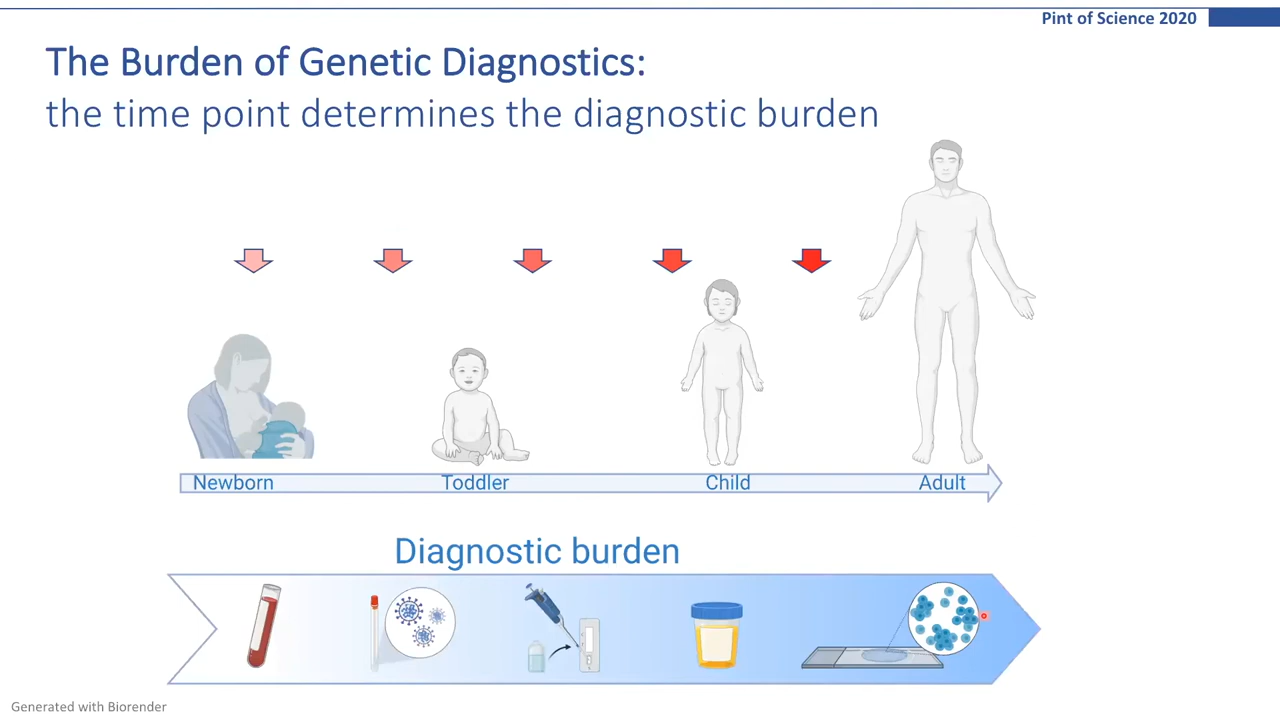 Pint of Science 2020
The Burden of Genetic Diagnostics:
the time point determines the diagnostic burden
Newborn
Toddler
Child
Adult
Diagnostic burden
Generated with Biorender